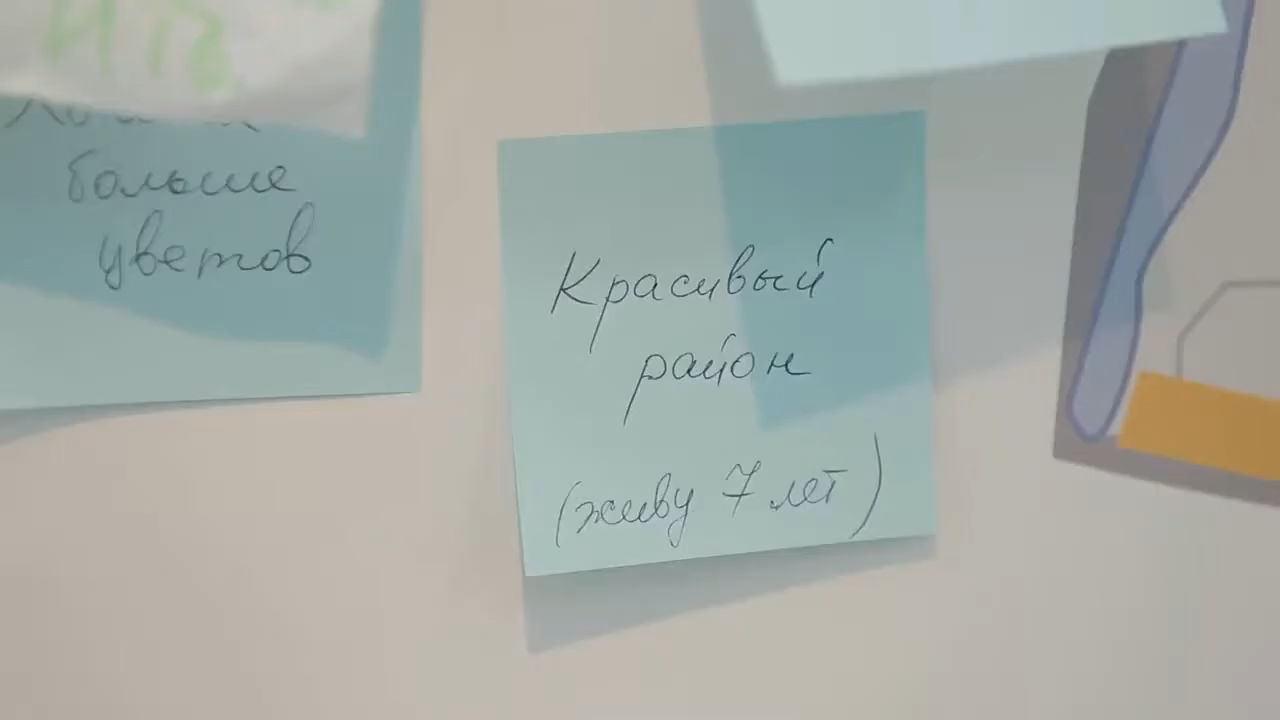 больше
цветов
Красивый
район
(живу 7 лет)